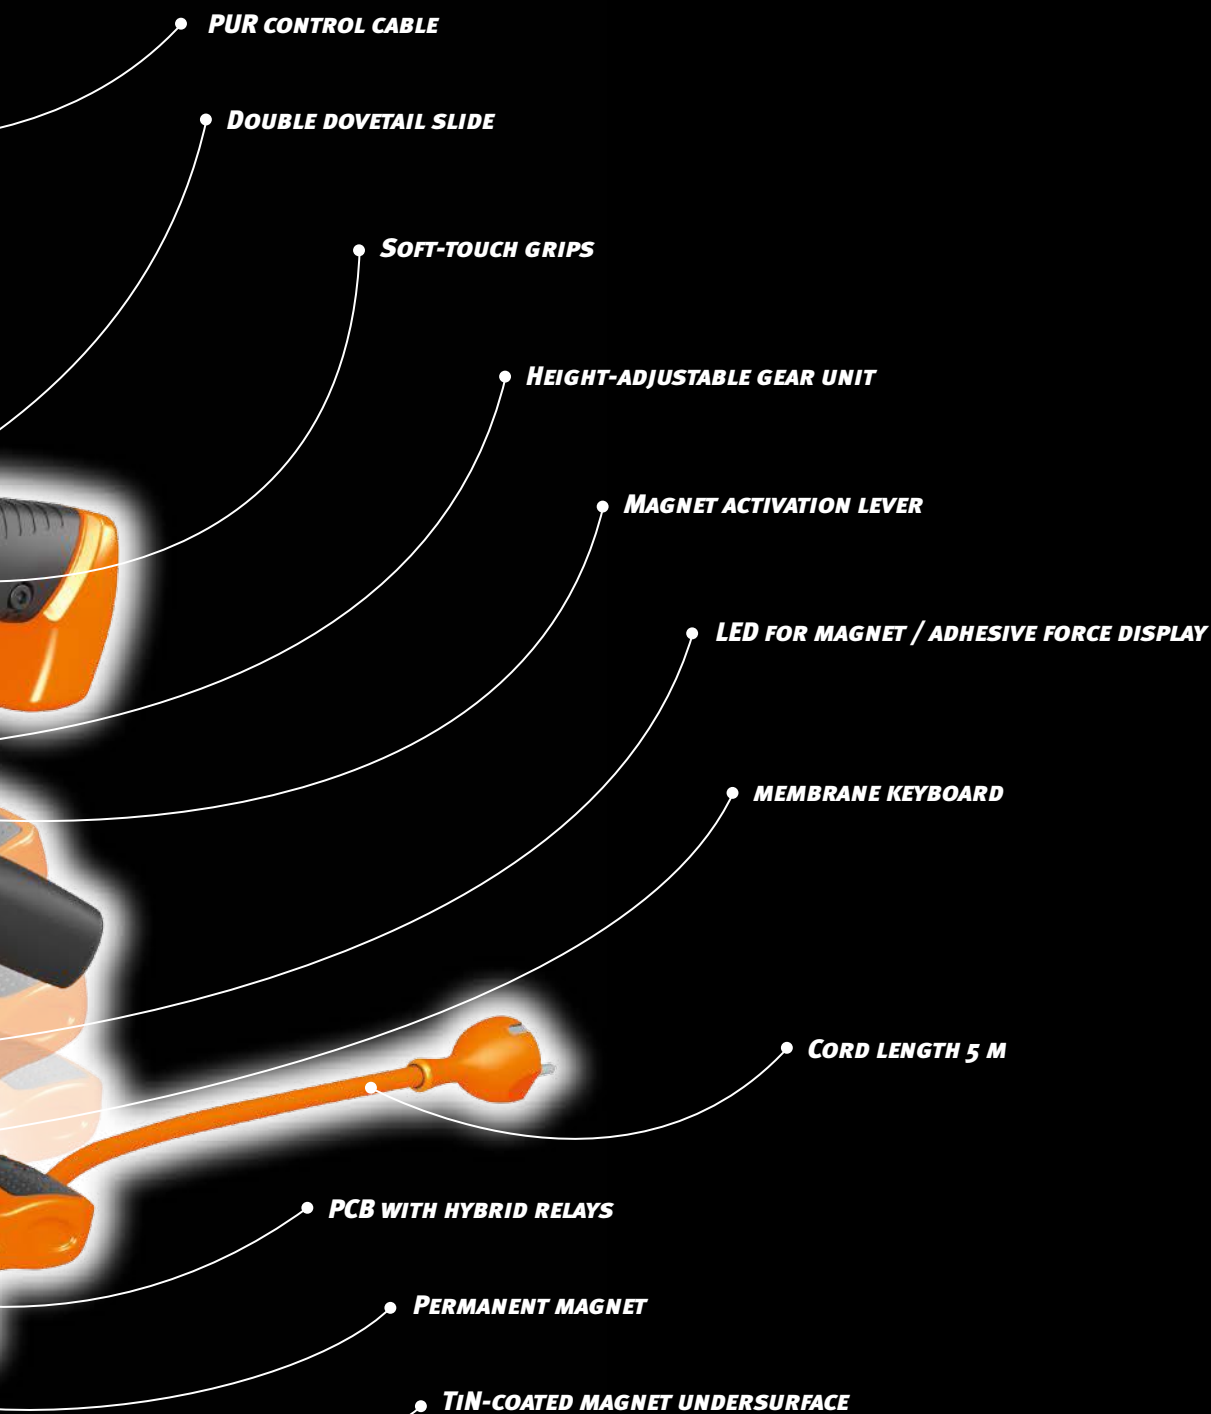 PUR control cable
Double dovetail slide
Soft-touch grips
Height-adjustable gear unit
Magnet activation lever
LED for magnet / adhesive force display
membrane keyboard
Cord length 5 m
PCB with hybrid relays
Permanent magnet
TiN-coated magnet undersurface